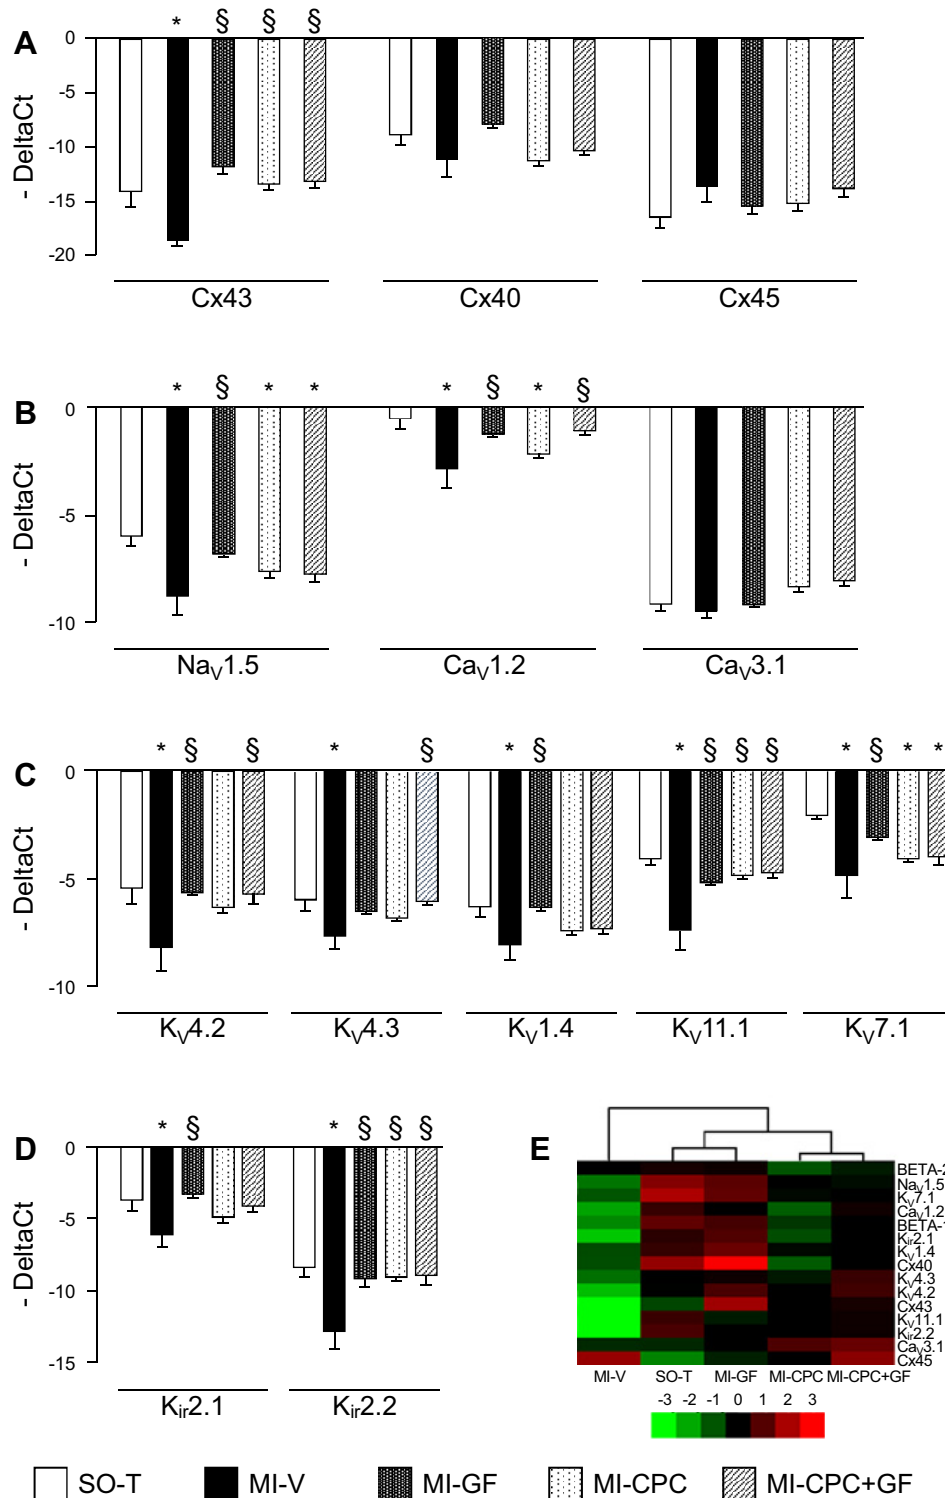 A
* § § §
- DeltaCt
0
-5
-10
-15
-20
Cx43 Cx40 Cx45
B
* § * * * § * §
- DeltaCt
0
-5
-10
NaV1.5 CaV1.2 CaV3.1
C
* § § * § * § * § § § * § * *
- DeltaCt
0
-5
-10
KV4.2 KV4.3 KV1.4 KV11.1 KV7.1
D
* § * § § §
- DeltaCt
0
-5
-10
-15
Kir2.1 Kir2.2
E
BETA-2
NaV1.5
KV7.1
CaV1.2
BETA-1
Kir2.1
KV1.4
Cx40
KV4.3
KV4.2
Cx43
KV11.1
Kir2.2
CaV3.1
Cx45
MI-V SO-T MI-GF MI-CPC MI-CPC+GF
-3 -2 -1 0 1 2 3
SO-T MI-V MI-GF MI-CPC MI-CPC+GF